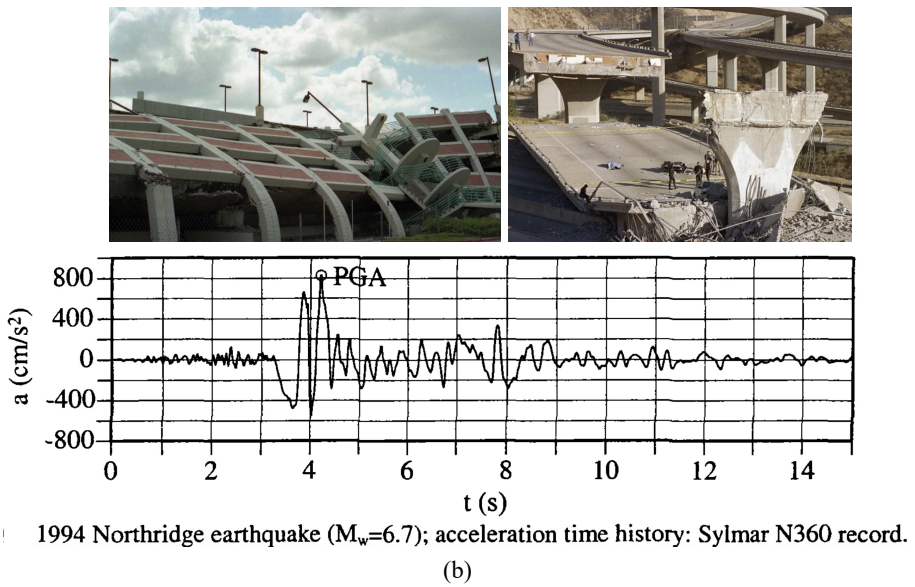 PGA
800
400
0
-400
-800
a (cm/s²)
0 2 4 6 8 10 12 14
t (s)
1994 Northridge earthquake (Mw=6.7); acceleration time history: Sylmar N360 record.
(b)